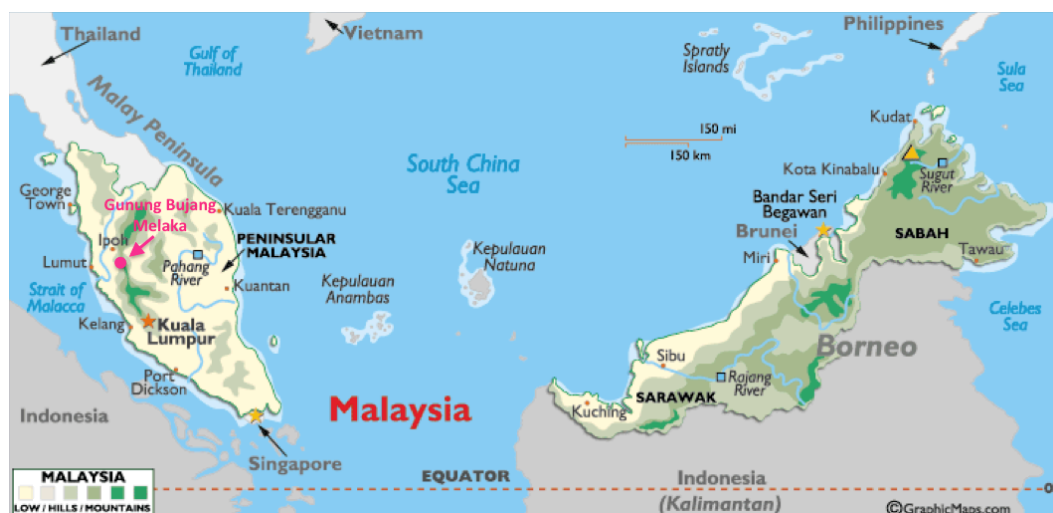 Thailand
Vietnam
Philippines
Gulf of
Thailand
Spratly
Islands
Sula
Sea
Malay Peninsula
Kudat
150 mi
150 km
South China
Sea
Kota Kinabalu
Sugut
River
George
Town
Gunung Bujang
Melaka
Kuala Terengganu
Bandar Seri
Begawan
Brunei
SABAH
Ipoh
PENINSULAR
MALAYSIA
Lumut
Pahang
River
Kepulauan
Natuna
Miri
Tawau
Strait of
Malacca
Kuantan
Kepulauan
Anambas
Celebes
Sea
Kelang
Kuala
Lumpur
Borneo
Sibu
Port
Dickson
Rajang
River
SARAWAK
Kuching
Malaysia
Indonesia
Singapore
EQUATOR
Indonesia
(Kalimantan)
0
MALAYSIA
LOW / HILLS / MOUNTAINS
©GraphicMaps.com